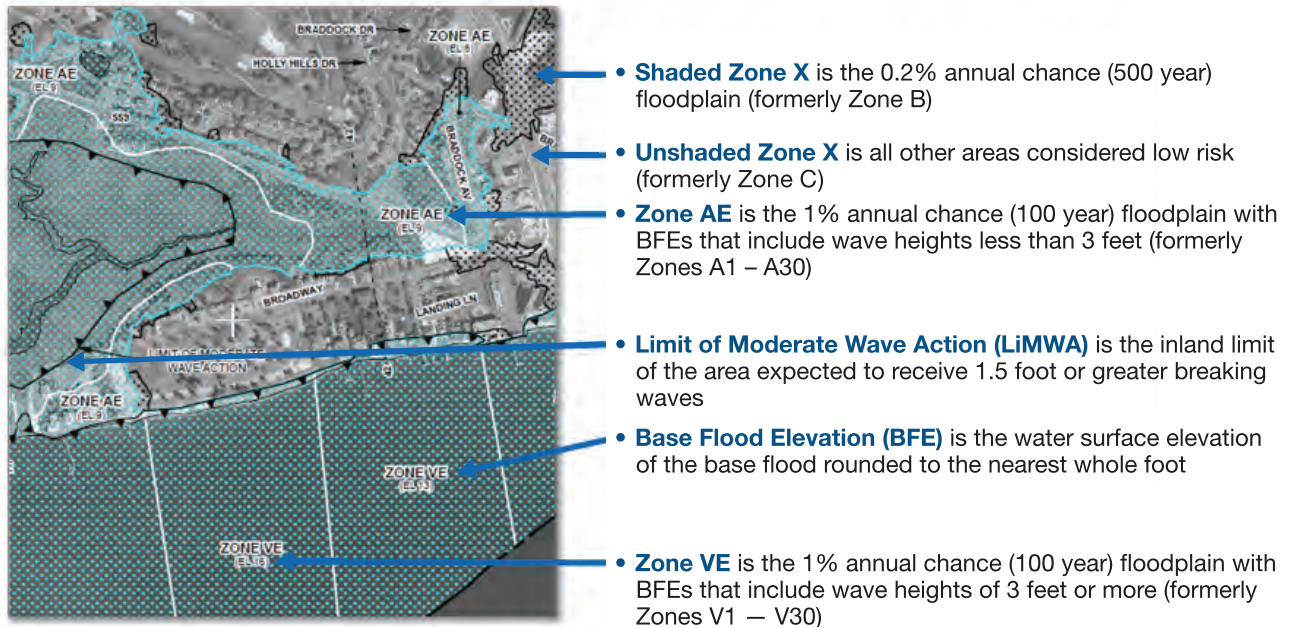 BRADDOCK DR
ZONE AE
HOLLY HILLS DR
ZONE AE
(EL 9)
BRADDOCK AV
ZONE AE
(EL 9)
BROADWAY
LANDING LN
LIMIT OF MODERATE
WAVE ACTION
ZONE AE
(EL 9)
ZONE VE
ZONE VE
• Shaded Zone X is the 0.2% annual chance (500 year)
floodplain (formerly Zone B)
• Unshaded Zone X is all other areas considered low risk
(formerly Zone C)
• Zone AE is the 1% annual chance (100 year) floodplain with
BFEs that include wave heights less than 3 feet (formerly
Zones A1 – A30)
• Limit of Moderate Wave Action (LiMWA) is the inland limit
of the area expected to receive 1.5 foot or greater breaking
waves
• Base Flood Elevation (BFE) is the water surface elevation
of the base flood rounded to the nearest whole foot
• Zone VE is the 1% annual chance (100 year) floodplain with
BFEs that include wave heights of 3 feet or more (formerly
Zones V1 — V30)